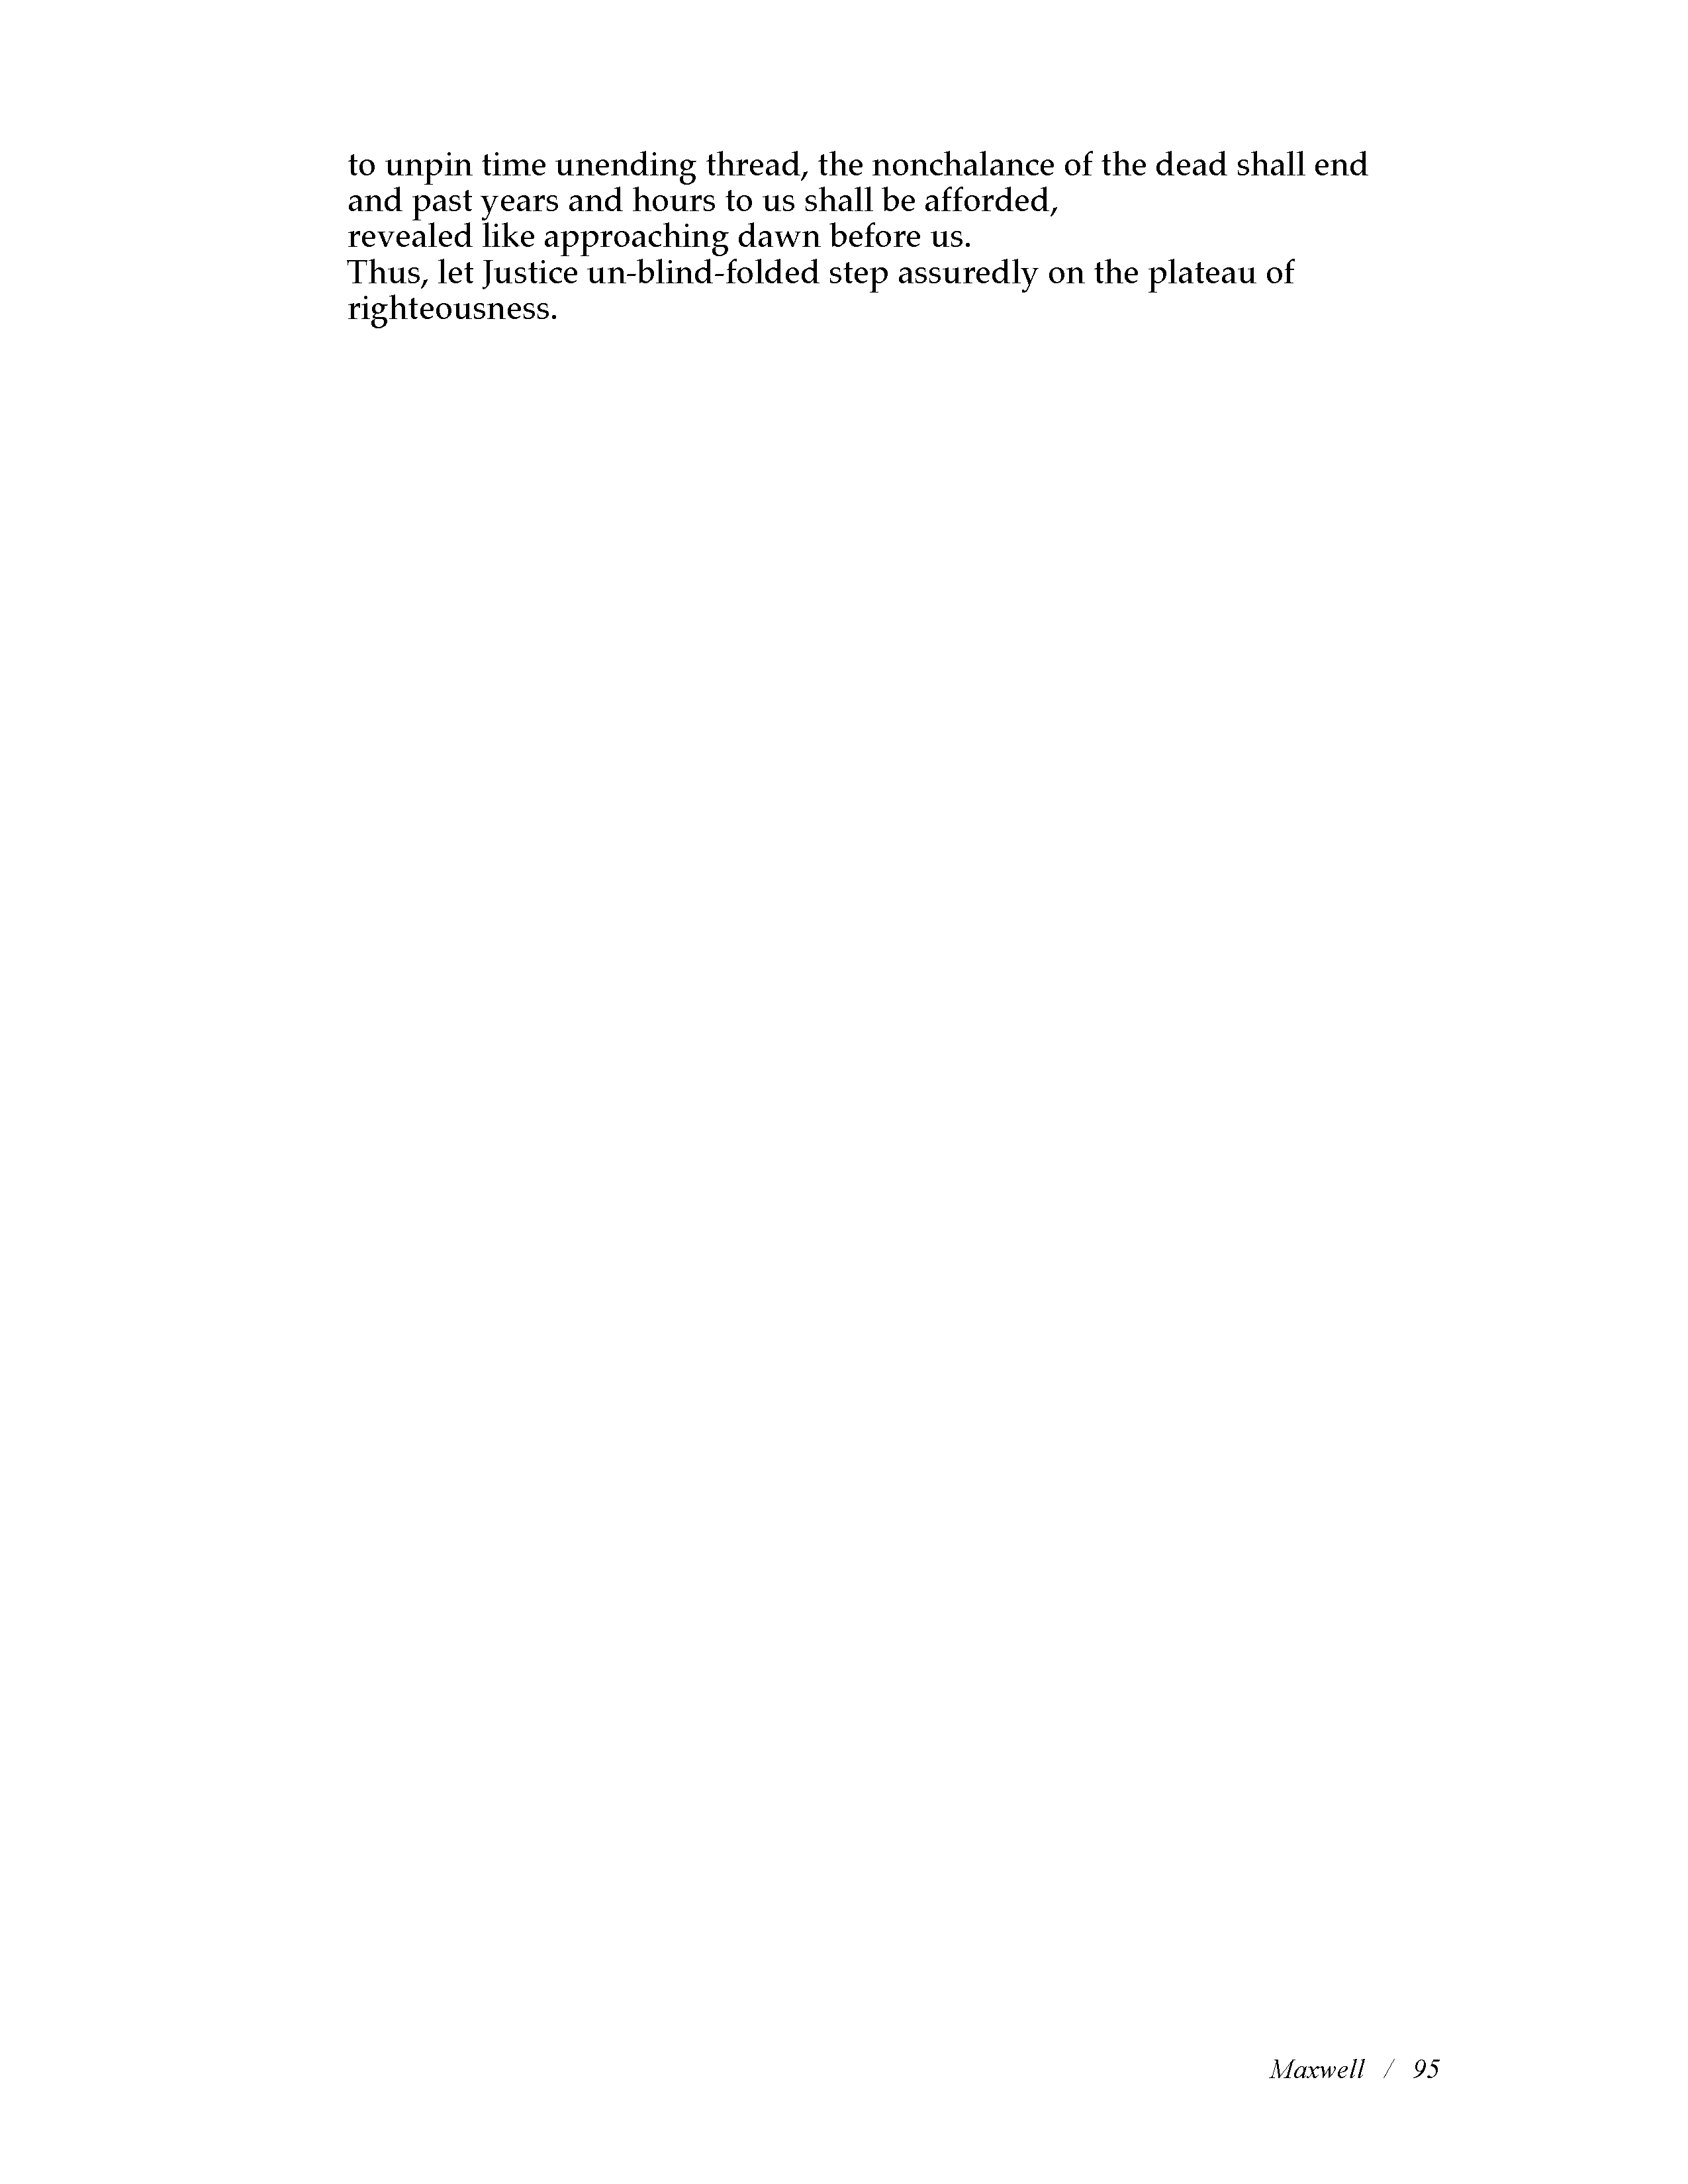 to unpin time unending thread, the nonchalance of the dead shall end
and past years and hours to us shall be afforded,
revealed like approaching dawn before us.
Thus, let Justice un-blind-folded step assuredly on the plateau of
righteousness.
Maxwell / 95